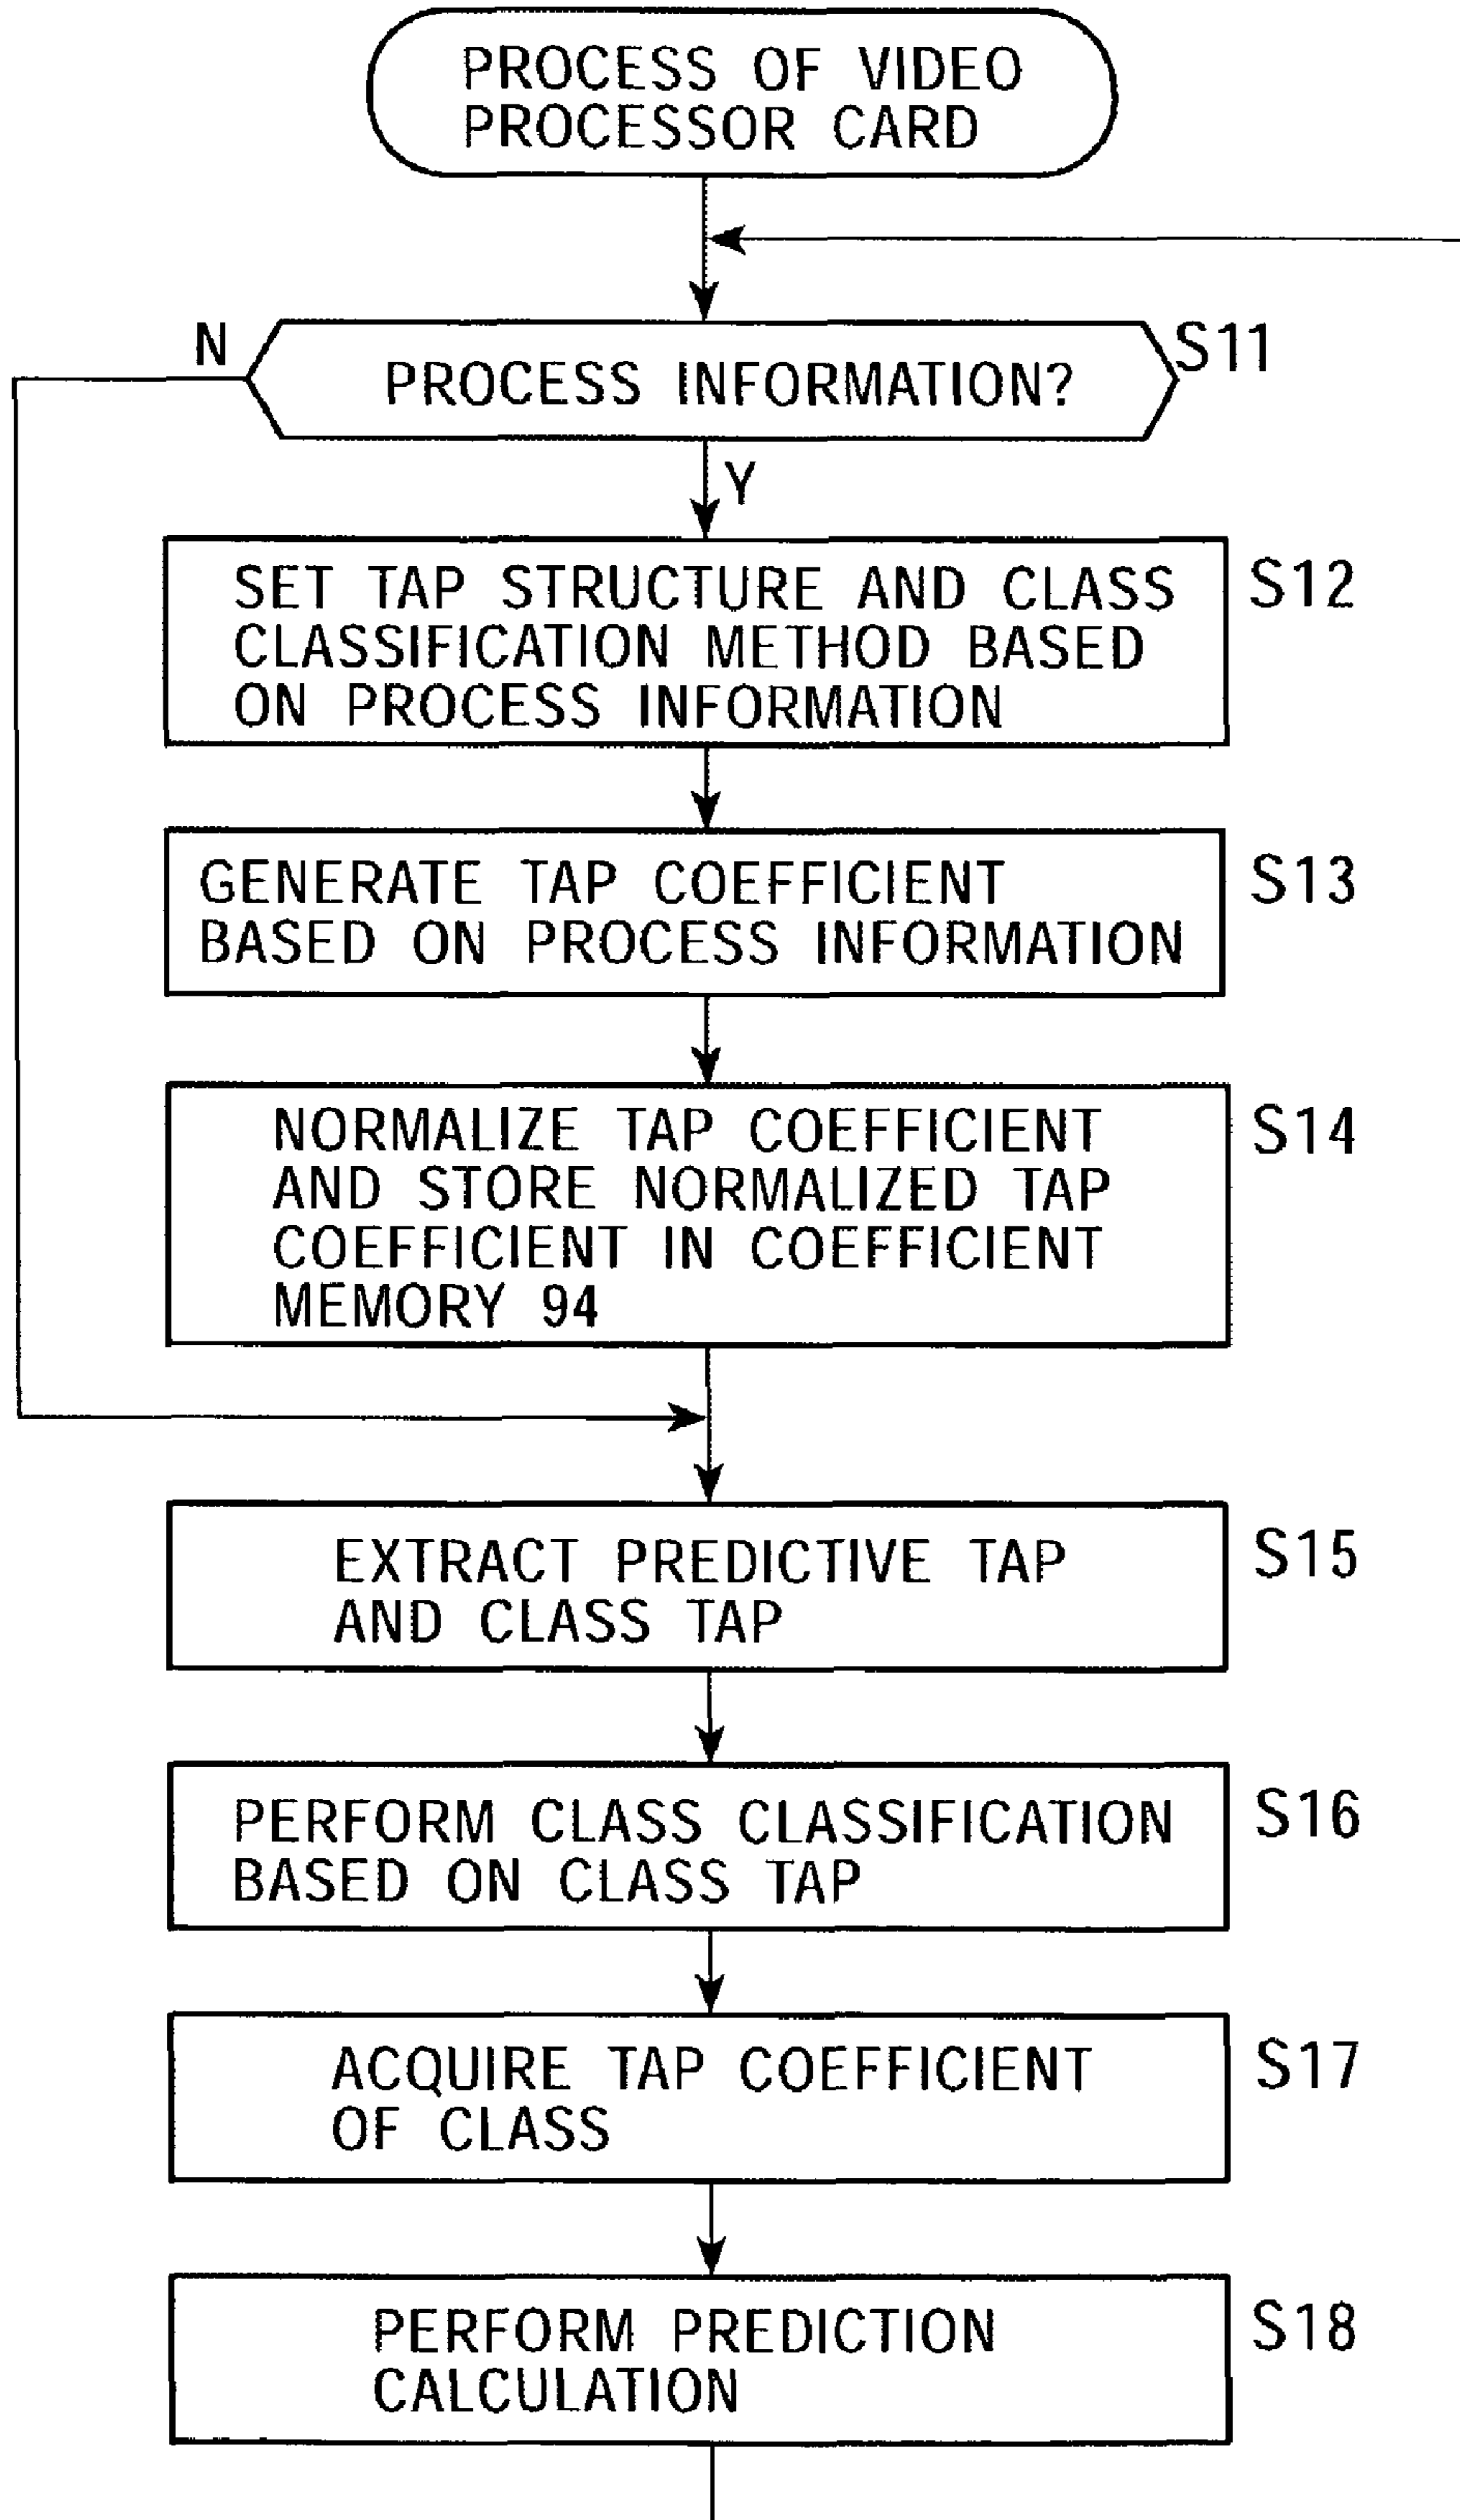 PROCESS OF VIDEO
PROCESSOR CARD
N
S11
PROCESS INFORMATION?
Y
SET TAP STRUCTURE AND CLASS
CLASSIFICATION METHOD BASED
ON PROCESS INFORMATION
S12
GENERATE TAP COEFFICIENT
BASED ON PROCESS INFORMATION
S13
NORMALIZE TAP COEFFICIENT
AND STORE NORMALIZED TAP
COEFFICIENT IN COEFFICIENT
MEMORY 94
S14
EXTRACT PREDICTIVE TAP
AND CLASS TAP
S15
PERFORM CLASS CLASSIFICATION
BASED ON CLASS TAP
S16
ACQUIRE TAP COEFFICIENT
OF CLASS
S17
PERFORM PREDICTION
CALCULATION
S18